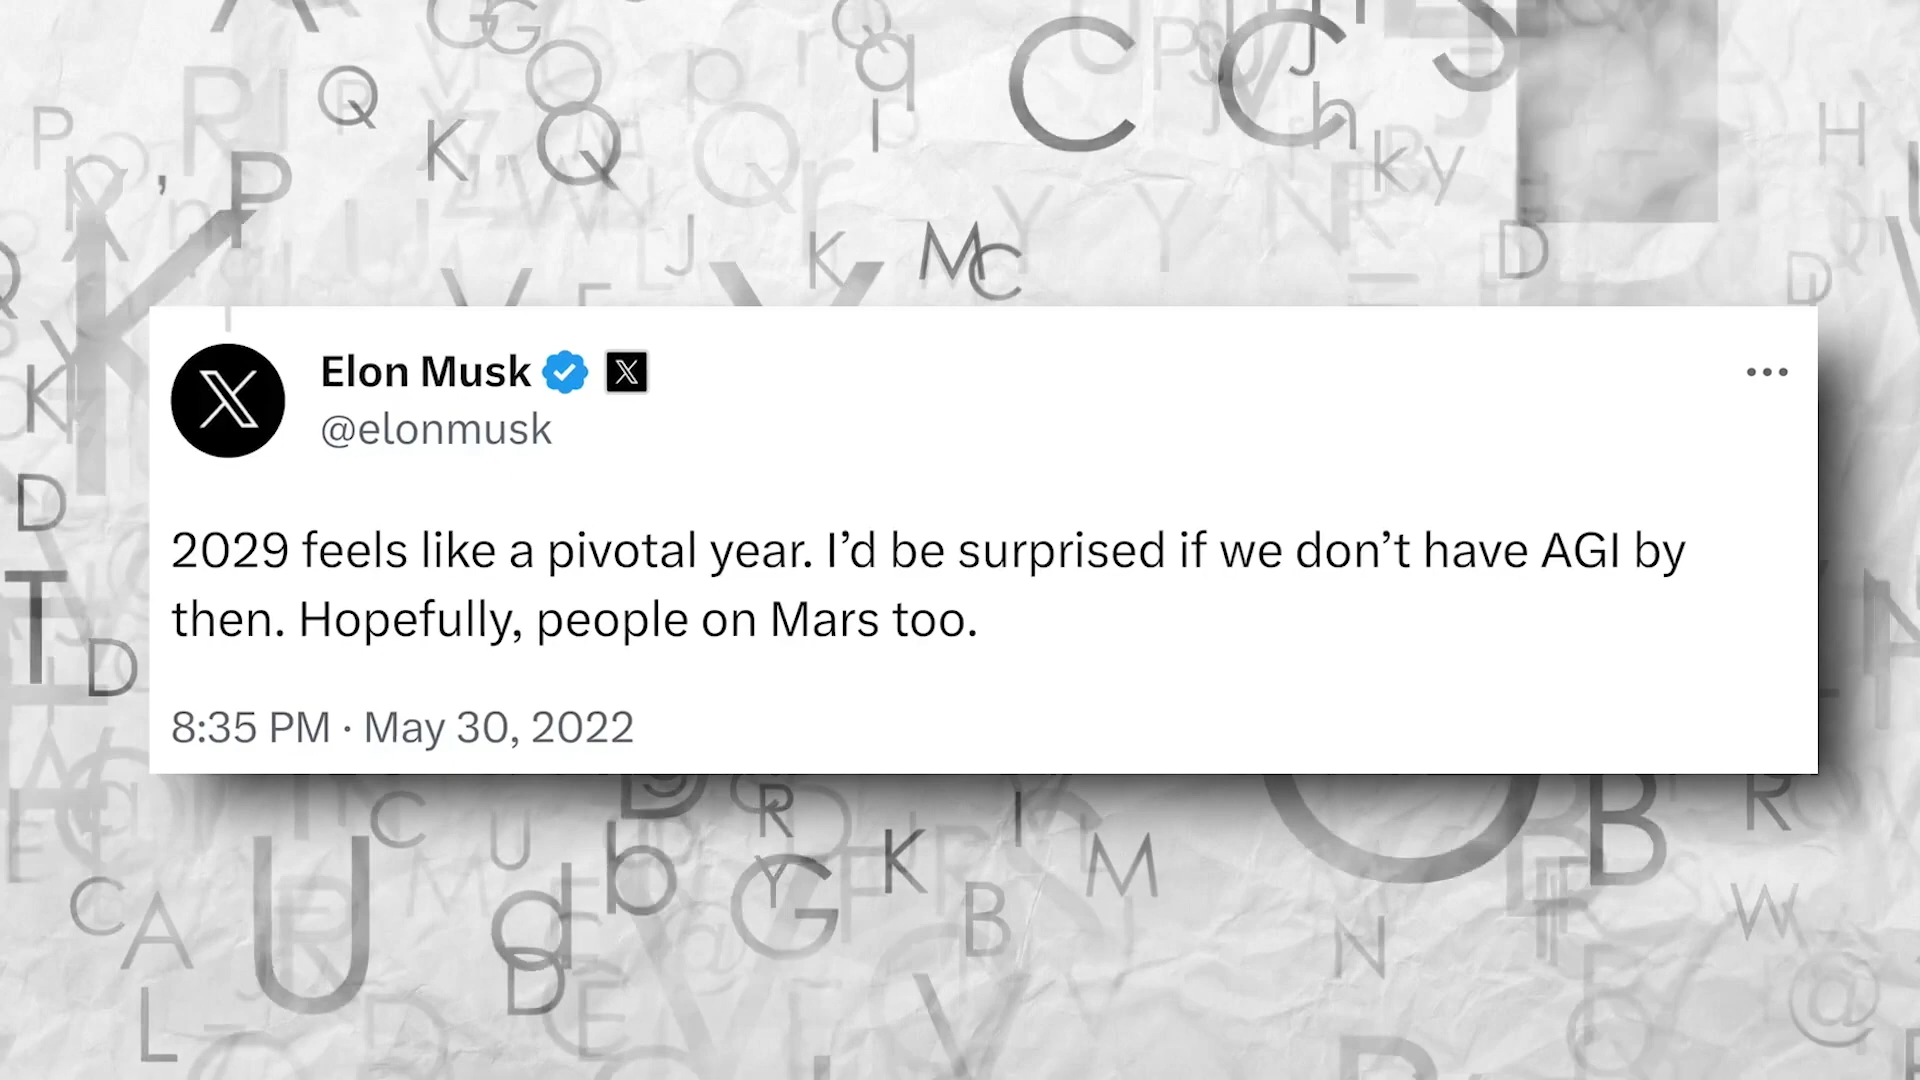 Elon Musk
@elonmusk
2029 feels like a pivotal year. I’d be surprised if we don’t have AGI by
then. Hopefully, people on Mars too.
8:35 PM · May 30, 2022